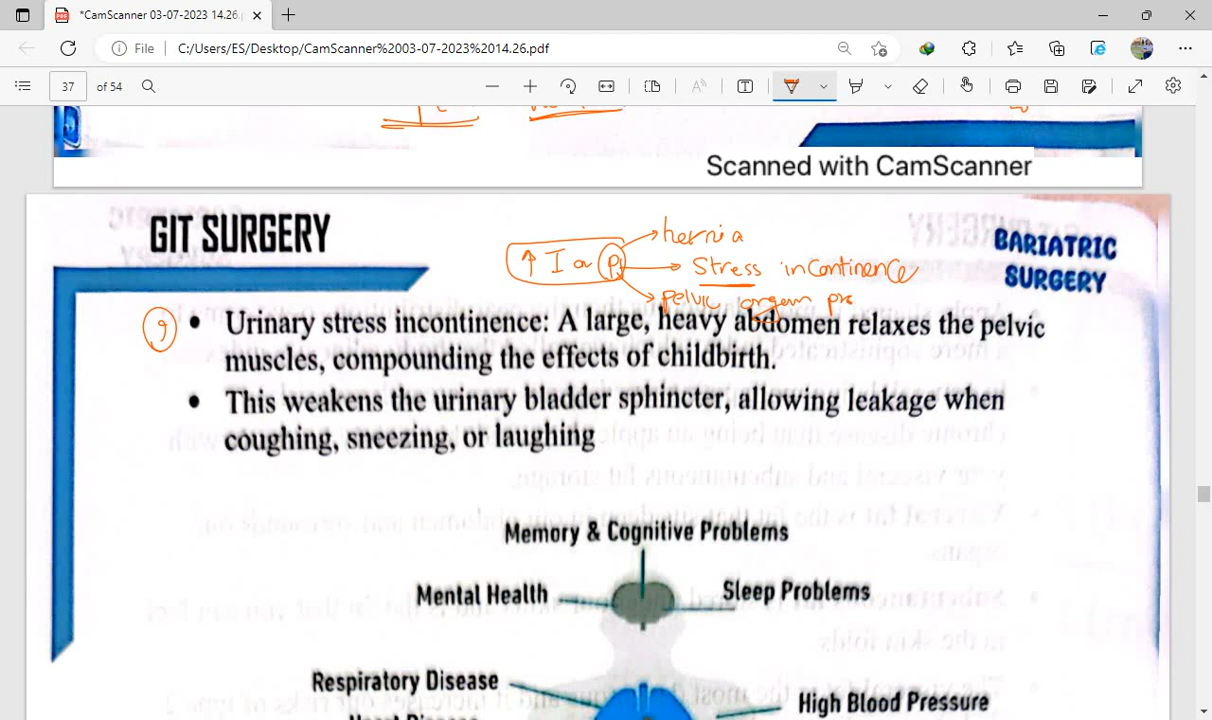 *CamScanner 03-07-2023 14.26.p
File C:/Users/ES/Desktop/CamScanner%2003-07-2023%2014.26.pdf
37 of 54
Scanned with CamScanner
GIT SURGERY
BARIATRIC
SURGERY
↑ I a P
hernia
Stress incontinence
pelvic organ pr
9
• Urinary stress incontinence: A large, heavy abdomen relaxes the pelvic
muscles, compounding the effects of childbirth.
• This weakens the urinary bladder sphincter, allowing leakage when
coughing, sneezing, or laughing
Memory & Cognitive Problems
Mental Health
Sleep Problems
Respiratory Disease
High Blood Pressure
Heart Disease